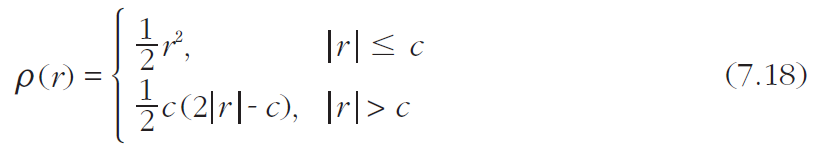 ρ(r) = { 1/2 r², |r| ≤ c
1/2 c(2|r| - c), |r| > c (7.18)